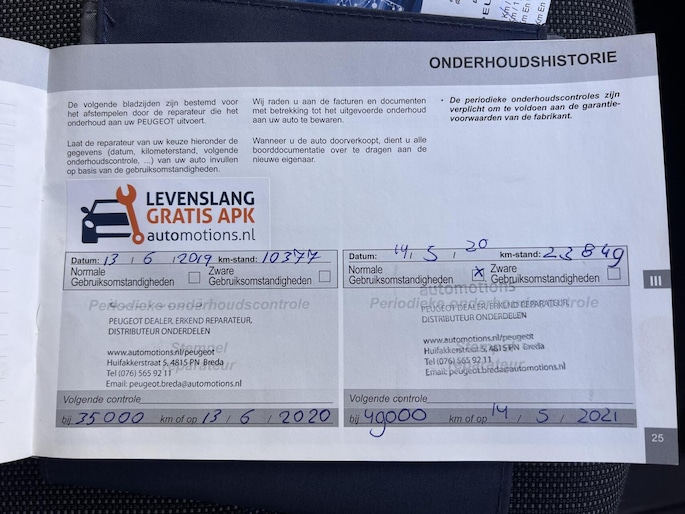 ONDERHOUDSHISTORIE
De volgende bladzijden zijn bestemd voor
het afstempelen door de reparateur die het
onderhoud aan uw PEUGEOT uitvoert.
Laat de reparateur van uw keuze hieronder de
gegevens (datum, kilometerstand, volgende
onderhoudscontrole, ...) van uw auto invullen
op basis van de gebruiksomstandigheden.
Wij raden u aan de facturen en documenten
met betrekking tot het uitgevoerde onderhoud
aan uw auto te bewaren.
Wanneer u de auto doorverkoopt, dient u alle
boorddocumentatie over te dragen aan de
nieuwe eigenaar.
• De periodieke onderhoudscontroles zijn
verplicht om te voldoen aan de garantie-
voorwaarden van de fabrikant.
LEVENSLANG
GRATIS APK
automotions.nl
Datum: 13 / 6 / 2019 km-stand: 10377
Normale
Gebruiksomstandigheden
Zware
Gebruiksomstandigheden
Periodieke onderhoudscontrole
PEUGEOT DEALER, ERKEND REPARATEUR,
DISTRIBUTEUR ONDERDELEN
www.automotions.nl/peugeot
Stempel
Huifakkerstraat 5, 4815 PN Breda
Tel (076) 565 92 11
reparateur
Email: peugeot.breda@automotions.nl
Volgende controle
bij 35000 km of op 13 / 6 / 2020
Datum: 14 / 5 / 20 km-stand: 23849
Normale
Gebruiksomstandigheden x
Zware
Gebruiksomstandigheden
automotions
Periodieke onderhoudscontrole
PEUGEOT DEALER, ERKEND REPARATEUR,
DISTRIBUTEUR ONDERDELEN
www.automotions.nl/peugeot
Stempel
Huifakkerstraat 5, 4815 PN Breda
Tel (076) 565 92 11
reparateur
Email: peugeot.breda@automotions.nl
Volgende controle
bij 49000 km of op 14 / 5 / 2021
III
25